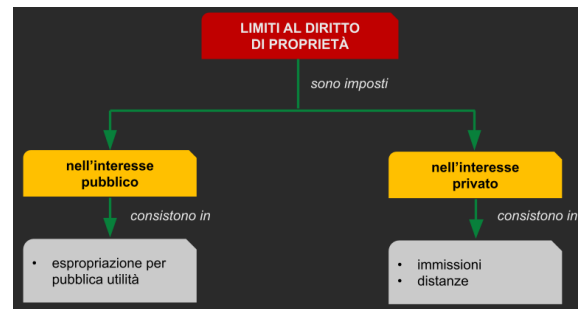 LIMITI AL DIRITTO
DI PROPRIETÀ
sono imposti
nell'interesse
pubblico
nell'interesse
privato
consistono in
consistono in
• espropriazione per
pubblica utilità
• immissioni
• distanze